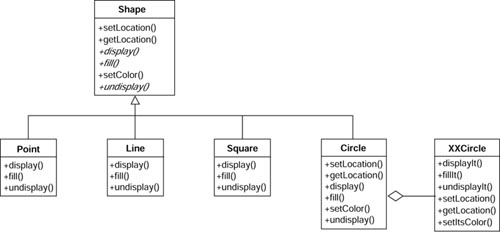 Shape
+setLocation()
+getLocation()
+display()
+fill()
+setColor()
+undisplay()
Point
+display()
+fill()
+undisplay()
Line
+display()
+fill()
+undisplay()
Square
+display()
+fill()
+undisplay()
Circle
+setLocation()
+getLocation()
+display()
+fill()
+setColor()
+undisplay()
XXCircle
+displayIt()
+fillIt()
+undisplayIt()
+setLocation()
+getLocation()
+setItsColor()